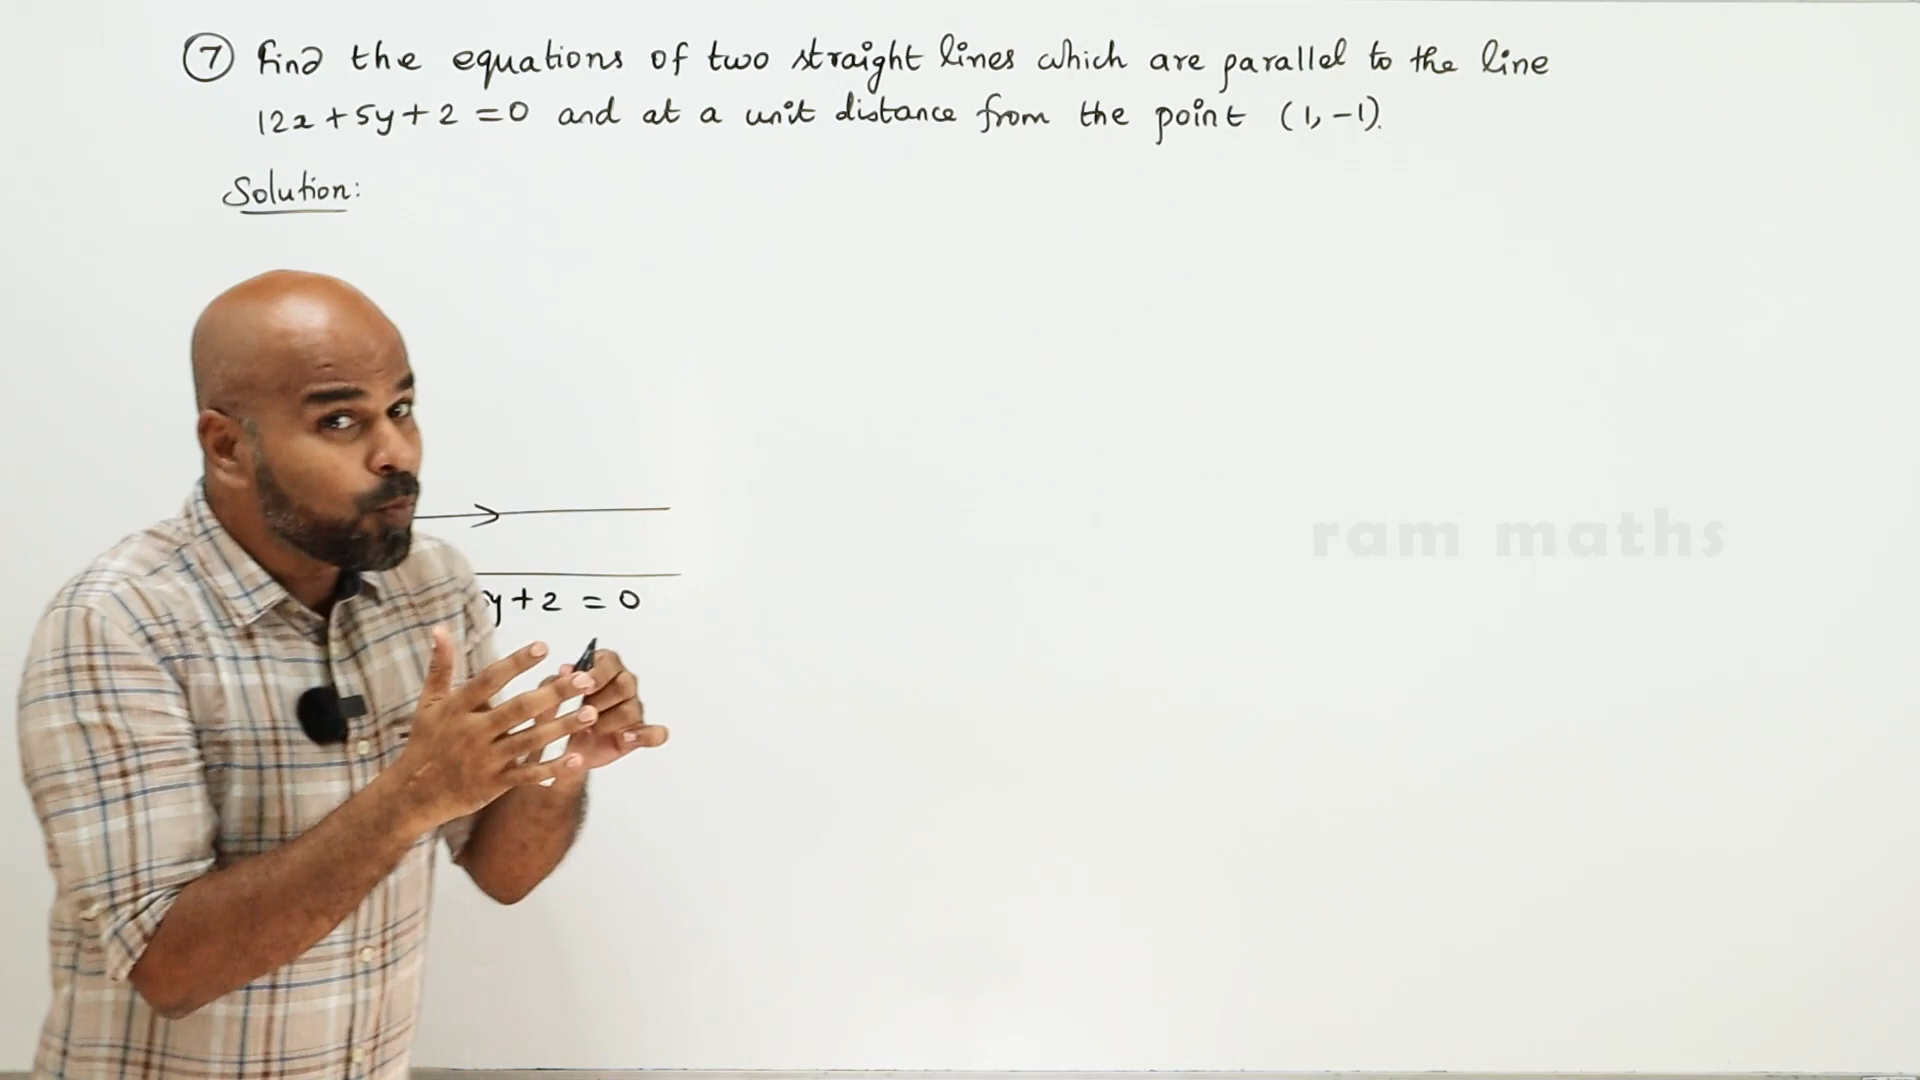 7 Find the equations of two straight lines which are parallel to the line
12x + 5y + 2 = 0 and at a unit distance from the point (1, -1).
Solution:
ram maths
y + 2 = 0